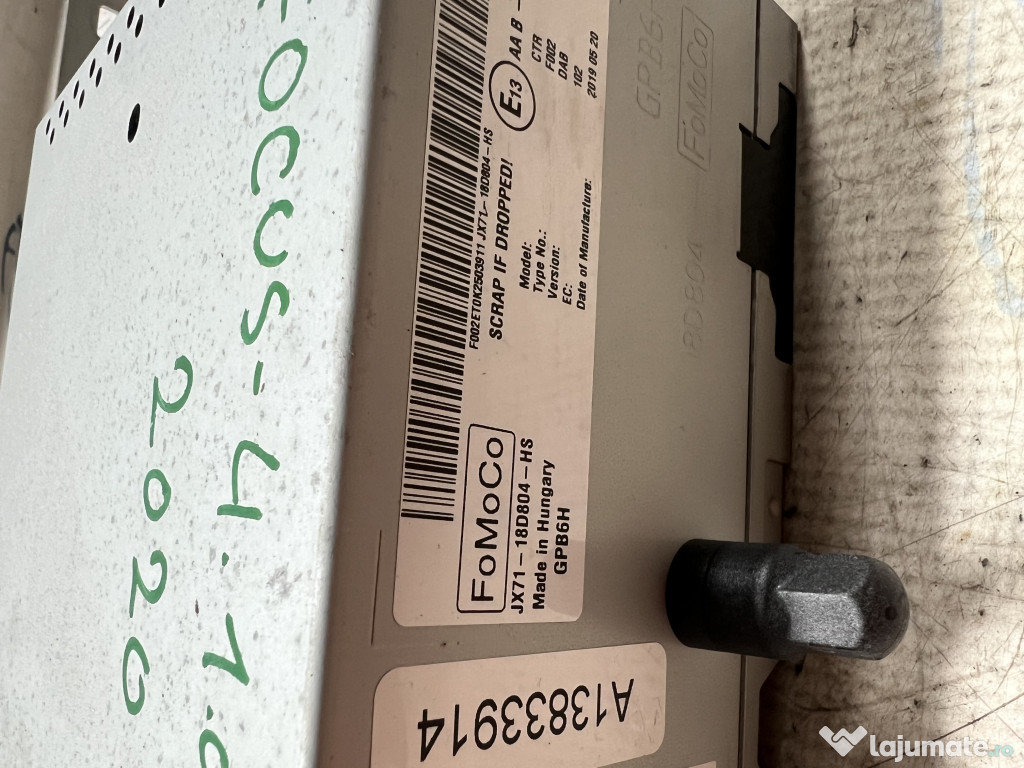 FOCUS-4.1.0
2020
FoMoCo
JX71-18D804-HS
Made in Hungary
GPB6H
F002ET0K2503911 JX71-18D804-HS
SCRAP IF DROPPED!
E13
AA B
Model: CTR
Type No.: F002
Version: DAB
EC: 102
Date of Manufacture: 2019 05 20
GPB6H
FoMoCo
18D804
A13833914
lajumate.ro